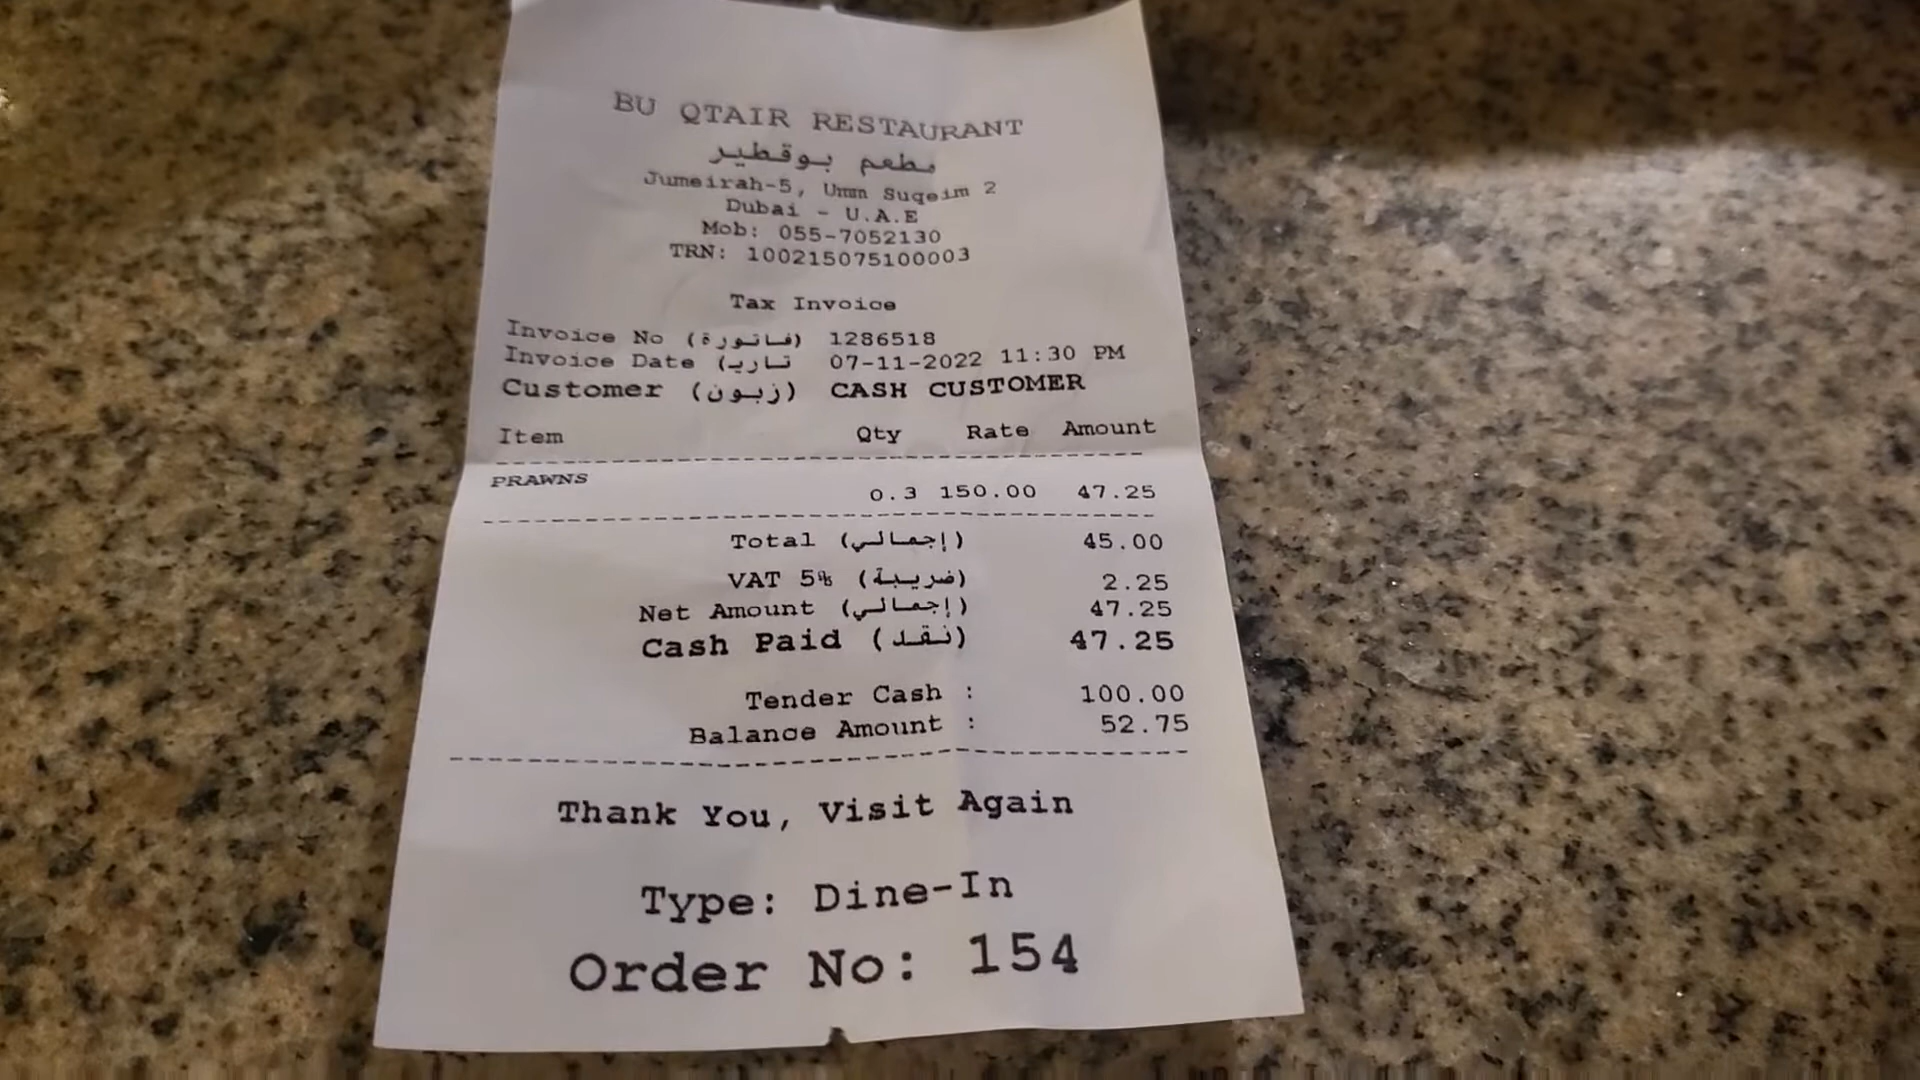 BU QTAIR RESTAURANT
مطعم بوقطير
Jumeirah-5, Umm Suqeim 2
Dubai - U.A.E
Mob: 055-7052130
TRN: 100215075100003
Tax Invoice
Invoice No (فاتورة) 1286518
Invoice Date (تاريـ 07-11-2022 11:30 PM
Customer (زبون) CASH CUSTOMER
Item Qty Rate Amount
PRAWNS
0.3 150.00 47.25
Total (إجمالي) 45.00
VAT 5% (ضريبة) 2.25
Net Amount (إجمالي) 47.25
Cash Paid (نقد) 47.25
Tender Cash : 100.00
Balance Amount : 52.75
Thank You, Visit Again
Type: Dine-In
Order No: 154